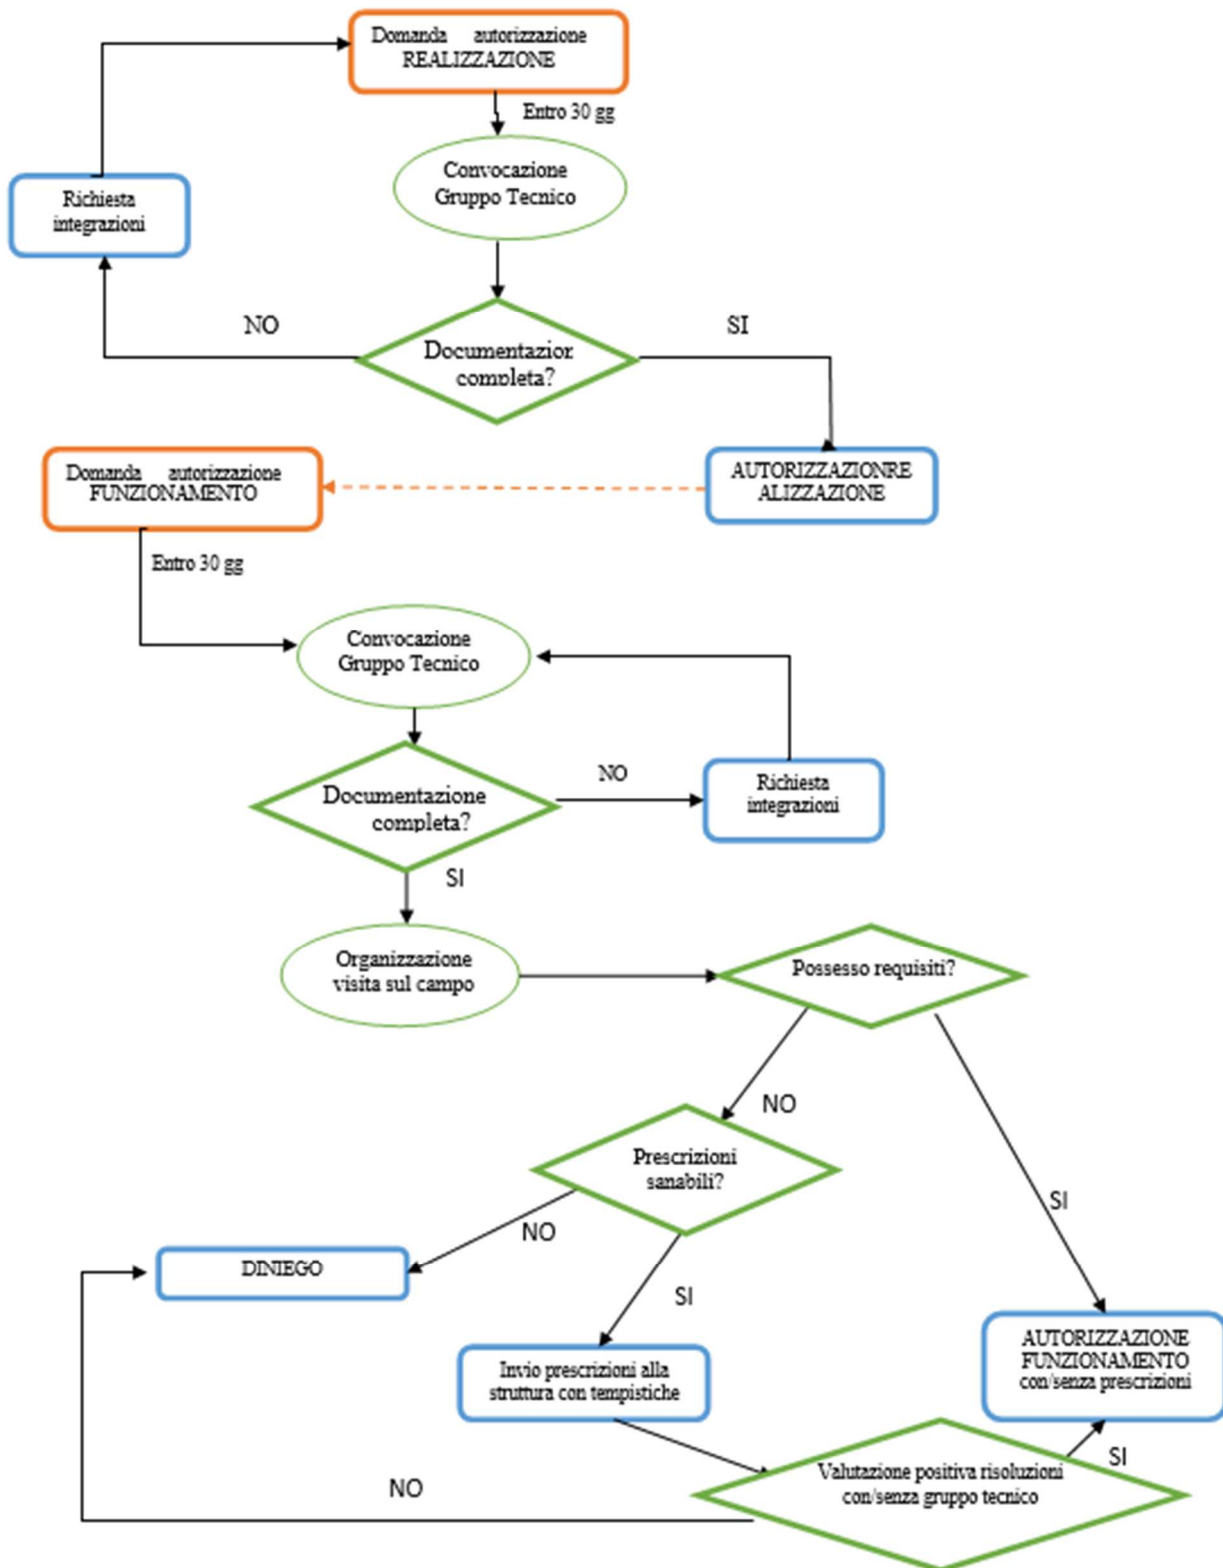 Domanda autorizzazione
REALIZZAZIONE
Entro 30 gg
Convocazione
Gruppo Tecnico
Richiesta
integrazioni
NO
SI
Documentazior
completa?
Domanda autorizzazione
FUNZIONAMENTO
AUTORIZZAZIONRE
ALIZZAZIONE
Entro 30 gg
Convocazione
Gruppo Tecnico
Documentazione
completa?
NO
Richiesta
integrazioni
SI
Organizzazione
visita sul campo
Possesso requisiti?
NO
Prescrizioni
sanabili?
SI
NO
DINIEGO
SI
Invio prescrizioni alla
struttura con tempistiche
AUTORIZZAZIONE
FUNZIONAMENTO
con/senza prescrizioni
Valutazione positiva risoluzioni
con/senza gruppo tecnico
SI
NO